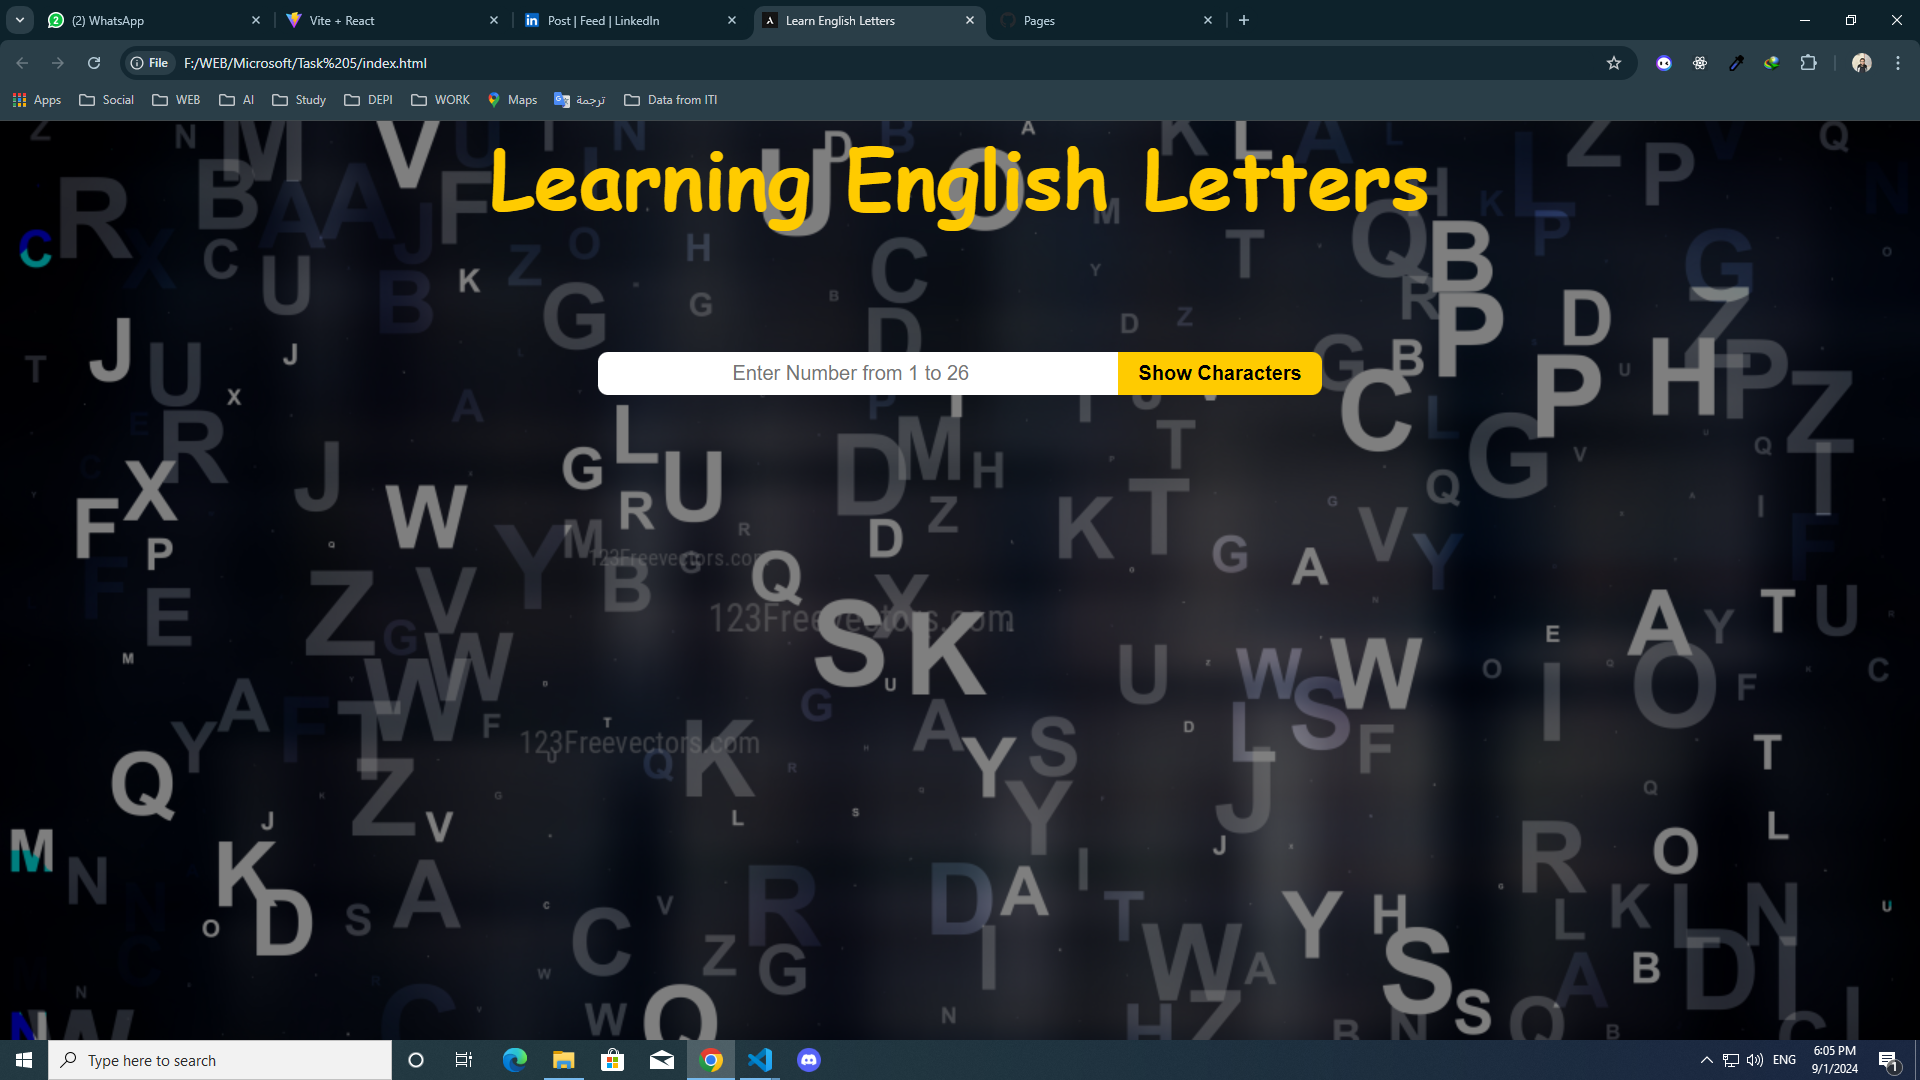 (2) WhatsApp
Vite + React
Post | Feed | LinkedIn
Learn English Letters
Pages
File
F:/WEB/Microsoft/Task%205/index.html
Apps
Social
WEB
AI
Study
DEPI
WORK
Maps
ترجمة
Data from ITI
Learning English Letters
Enter Number from 1 to 26
Show Characters
123Freevectors.com
123Freevectors.com
123Freevectors.com
Type here to search
ENG
6:05 PM
9/1/2024
1